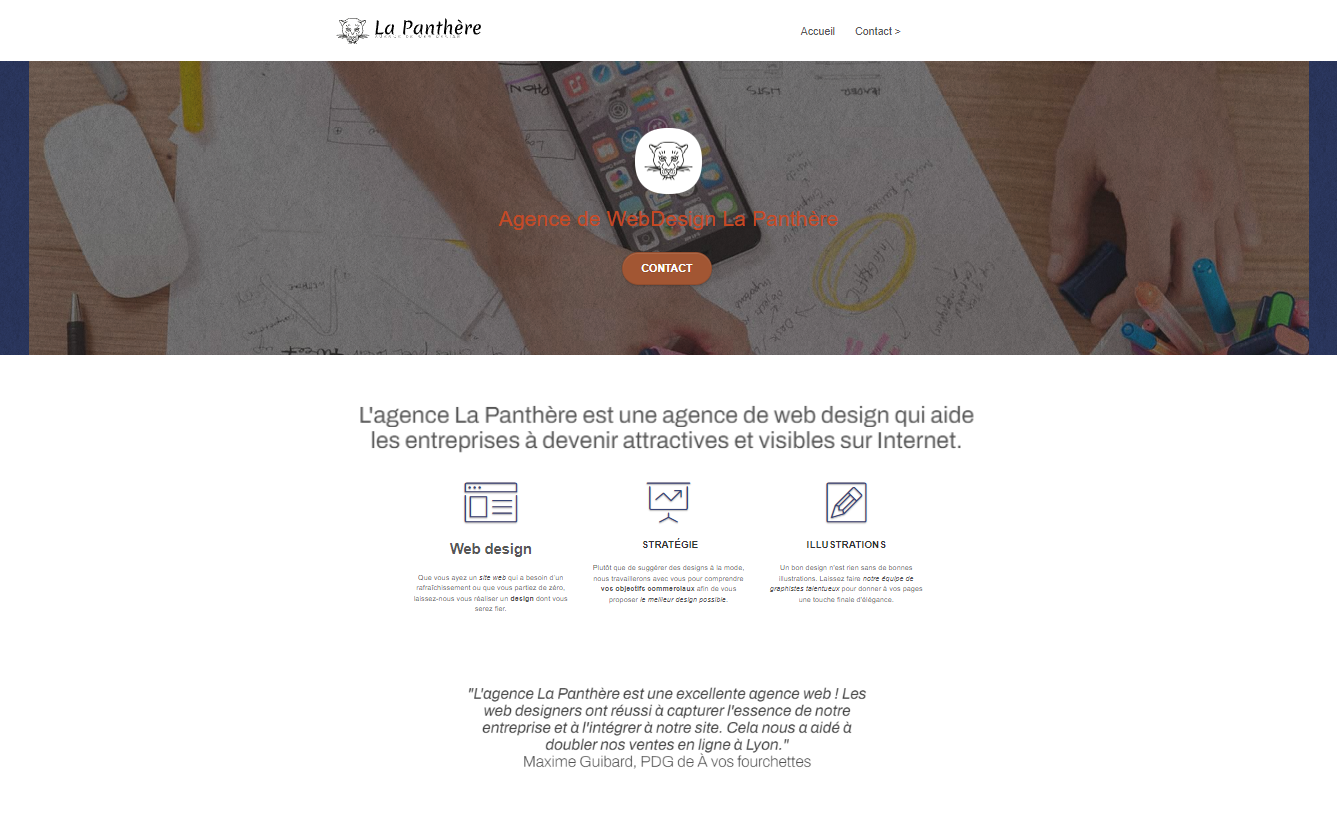 La Panthère
AGENCE DE WEB DESIGN
Accueil
Contact >
PHON
LISTS
Agence de WebDesign La Panthère
CONTACT
L'agence La Panthère est une agence de web design qui aide
les entreprises à devenir attractives et visibles sur Internet.
Web design
Que vous ayez un site web qui a besoin d'un
rafraîchissement ou que vous partiez de zéro,
laissez-nous vous réaliser un design dont vous
serez fier.
STRATÉGIE
Plutôt que de suggérer des designs à la mode,
nous travaillerons avec vous pour comprendre
vos objectifs commerciaux afin de vous
proposer le meilleur design possible.
ILLUSTRATIONS
Un bon design n'est rien sans de bonnes
illustrations. Laissez faire notre équipe de
graphistes talentueux pour donner à vos pages
une touche finale d'élégance.
"L'agence La Panthère est une excellente agence web ! Les
web designers ont réussi à capturer l'essence de notre
entreprise et à l'intégrer à notre site. Cela nous a aidé à
doubler nos ventes en ligne à Lyon."
Maxime Guibard, PDG de À vos fourchettes